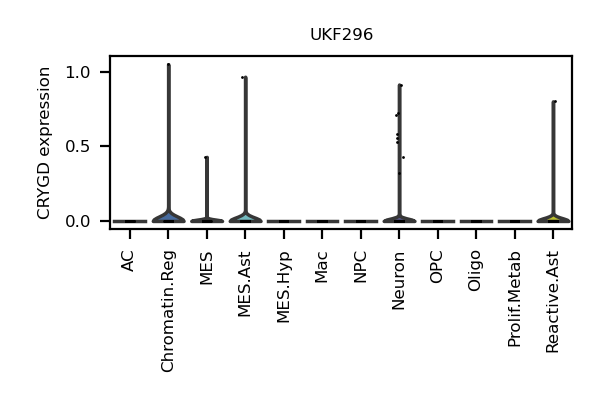 UKF296
CRYGD expression
1.0
0.5
0.0
AC
Chromatin.Reg
MES
MES.Ast
MES.Hyp
Mac
NPC
Neuron
OPC
Oligo
Prolif.Metab
Reactive.Ast